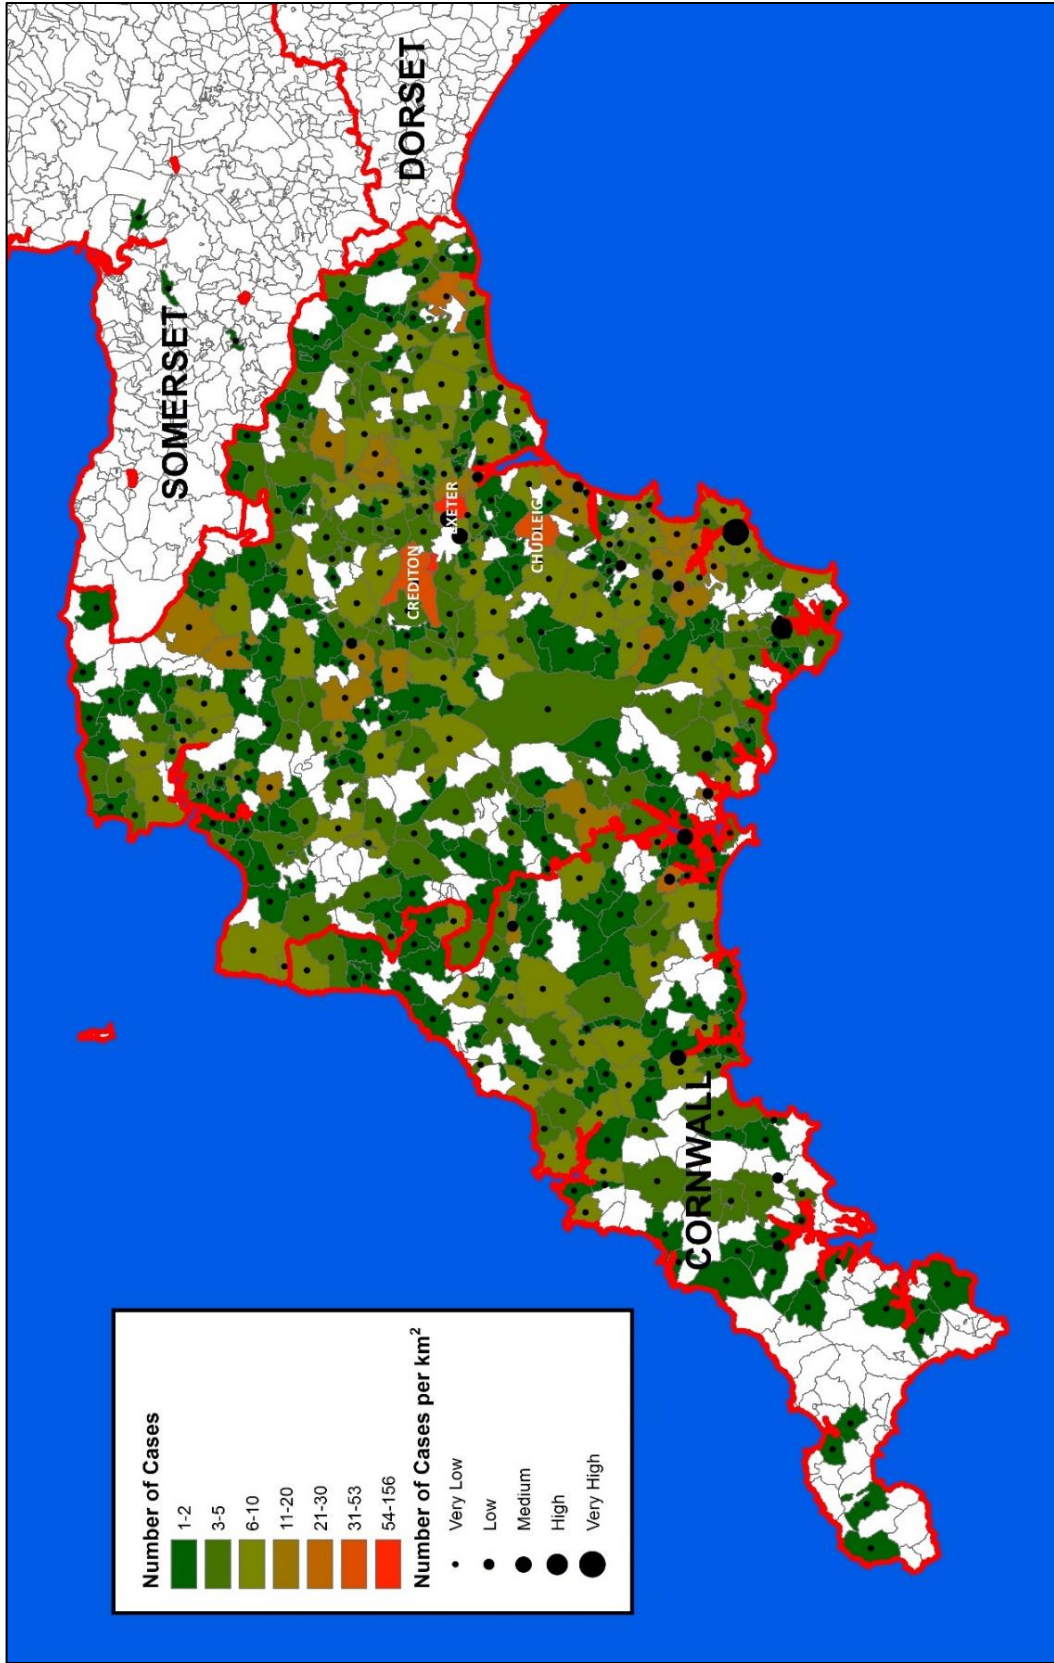 SOMERSET
DORSET
CREDITON
EXETER
CHUDLEIG
CORNWALL
Number of Cases
1-2
3-5
6-10
11-20
21-30
31-53
54-156
Number of Cases per km²
Very Low
Low
Medium
High
Very High